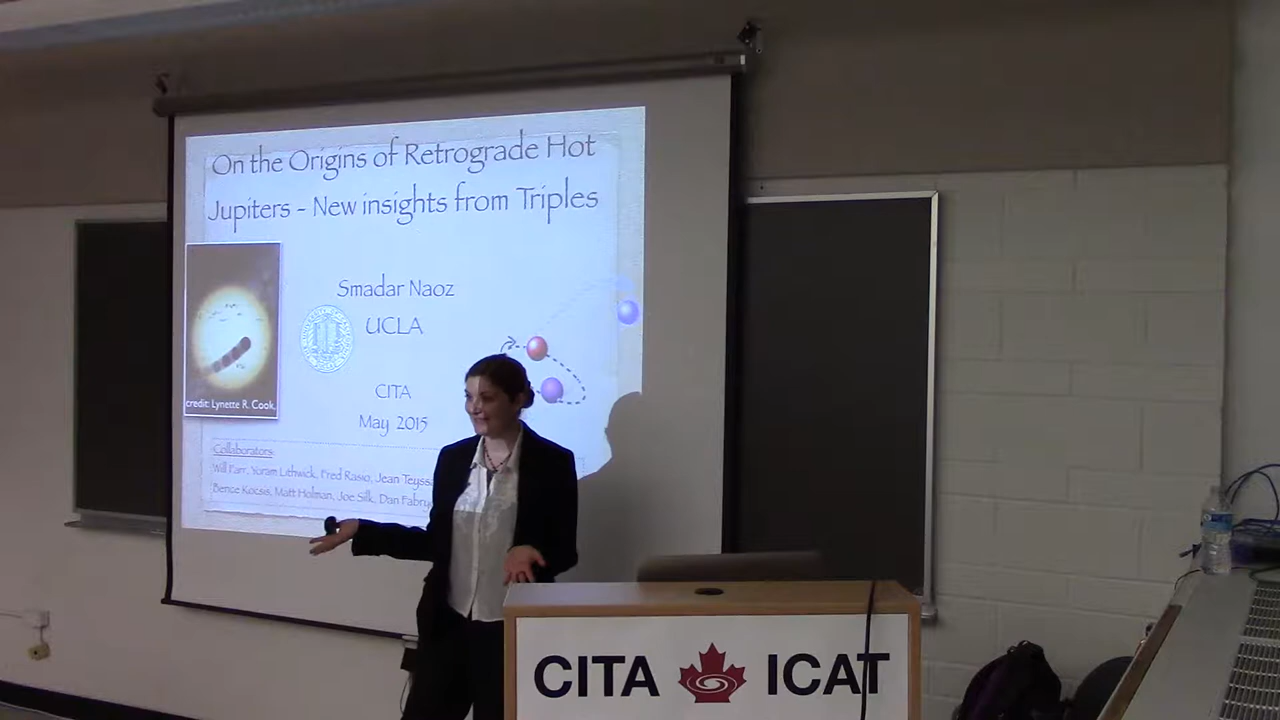 On the Origins of Retrograde Hot
Jupiters - New insights from Triples
Smadar Naoz
UCLA
credit: Lynette R. Cook.
CITA
May 2015
Collaborators:
Will Farr, Yoram Lithwick, Fred Rasio, Jean Teyss
Bence Kocsis, Matt Holman, Joe Silk, Dan Fabryc
CITA ICAT